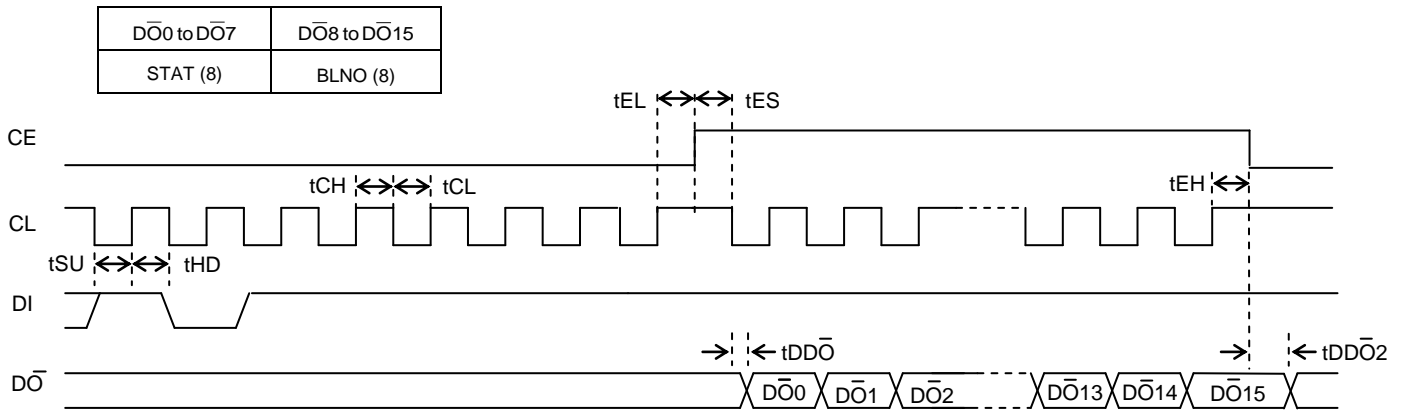 DO̅0 to DO̅7 DO̅8 to DO̅15
STAT (8) BLNO (8)
tEL tES
CE
tCH tCL tEH
CL
tSU tHD
DI
tDDO̅ tDDO̅2
DO̅ DO̅0 DO̅1 DO̅2 DO̅13 DO̅14 DO̅15